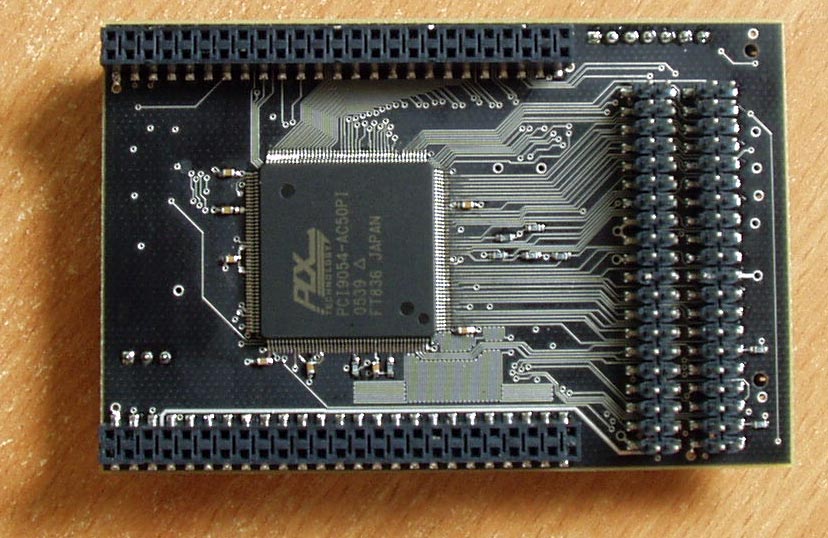 PLX
TECHNOLOGY
PCI9054-AC50PI
0539 △
FT836 JAPAN